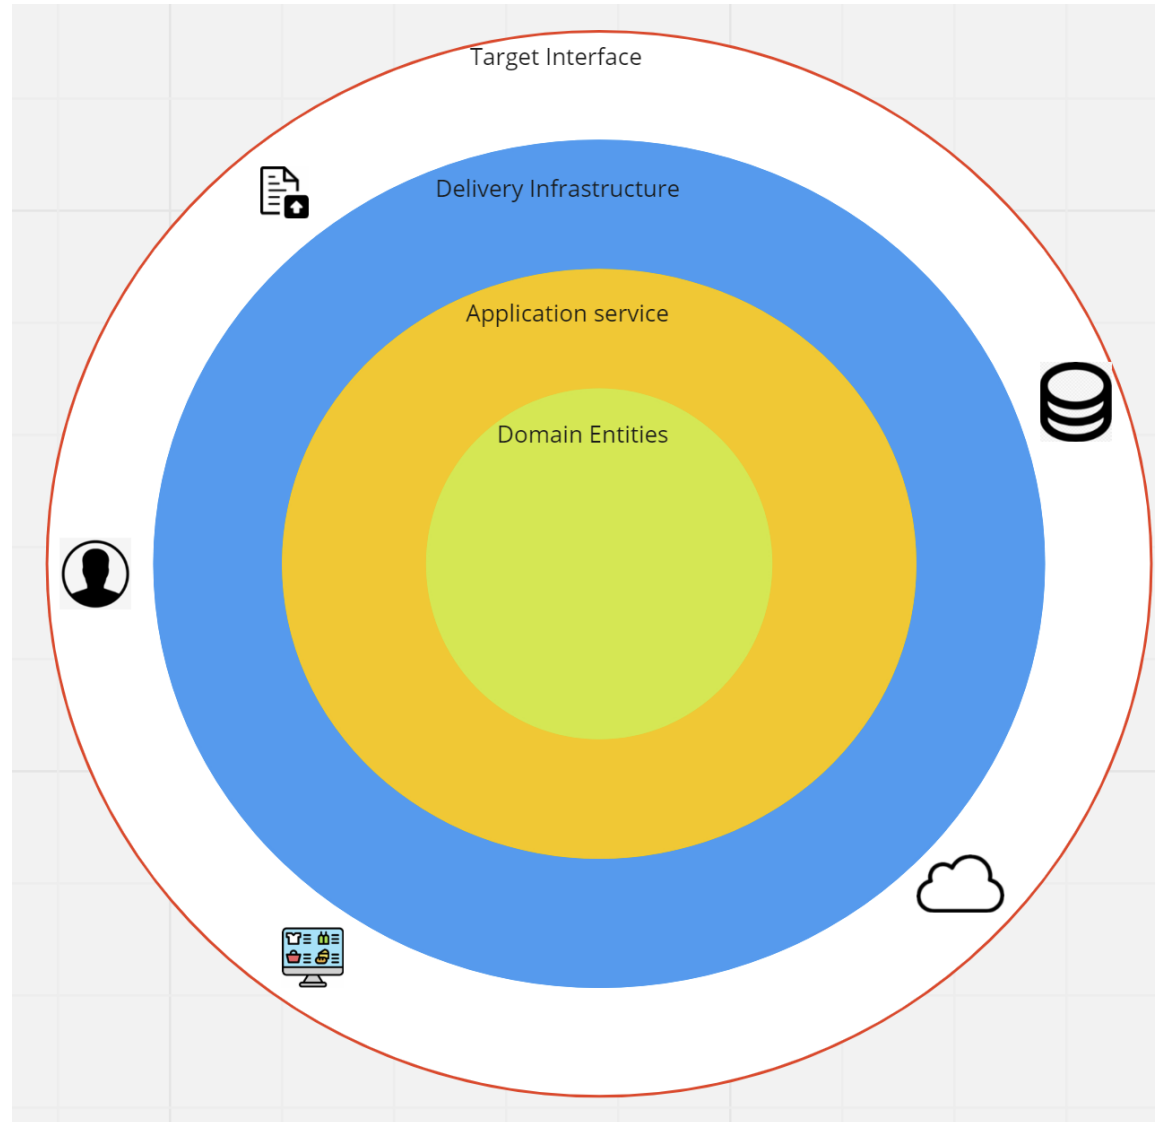 Target Interface
Delivery Infrastructure
Application service
Domain Entities